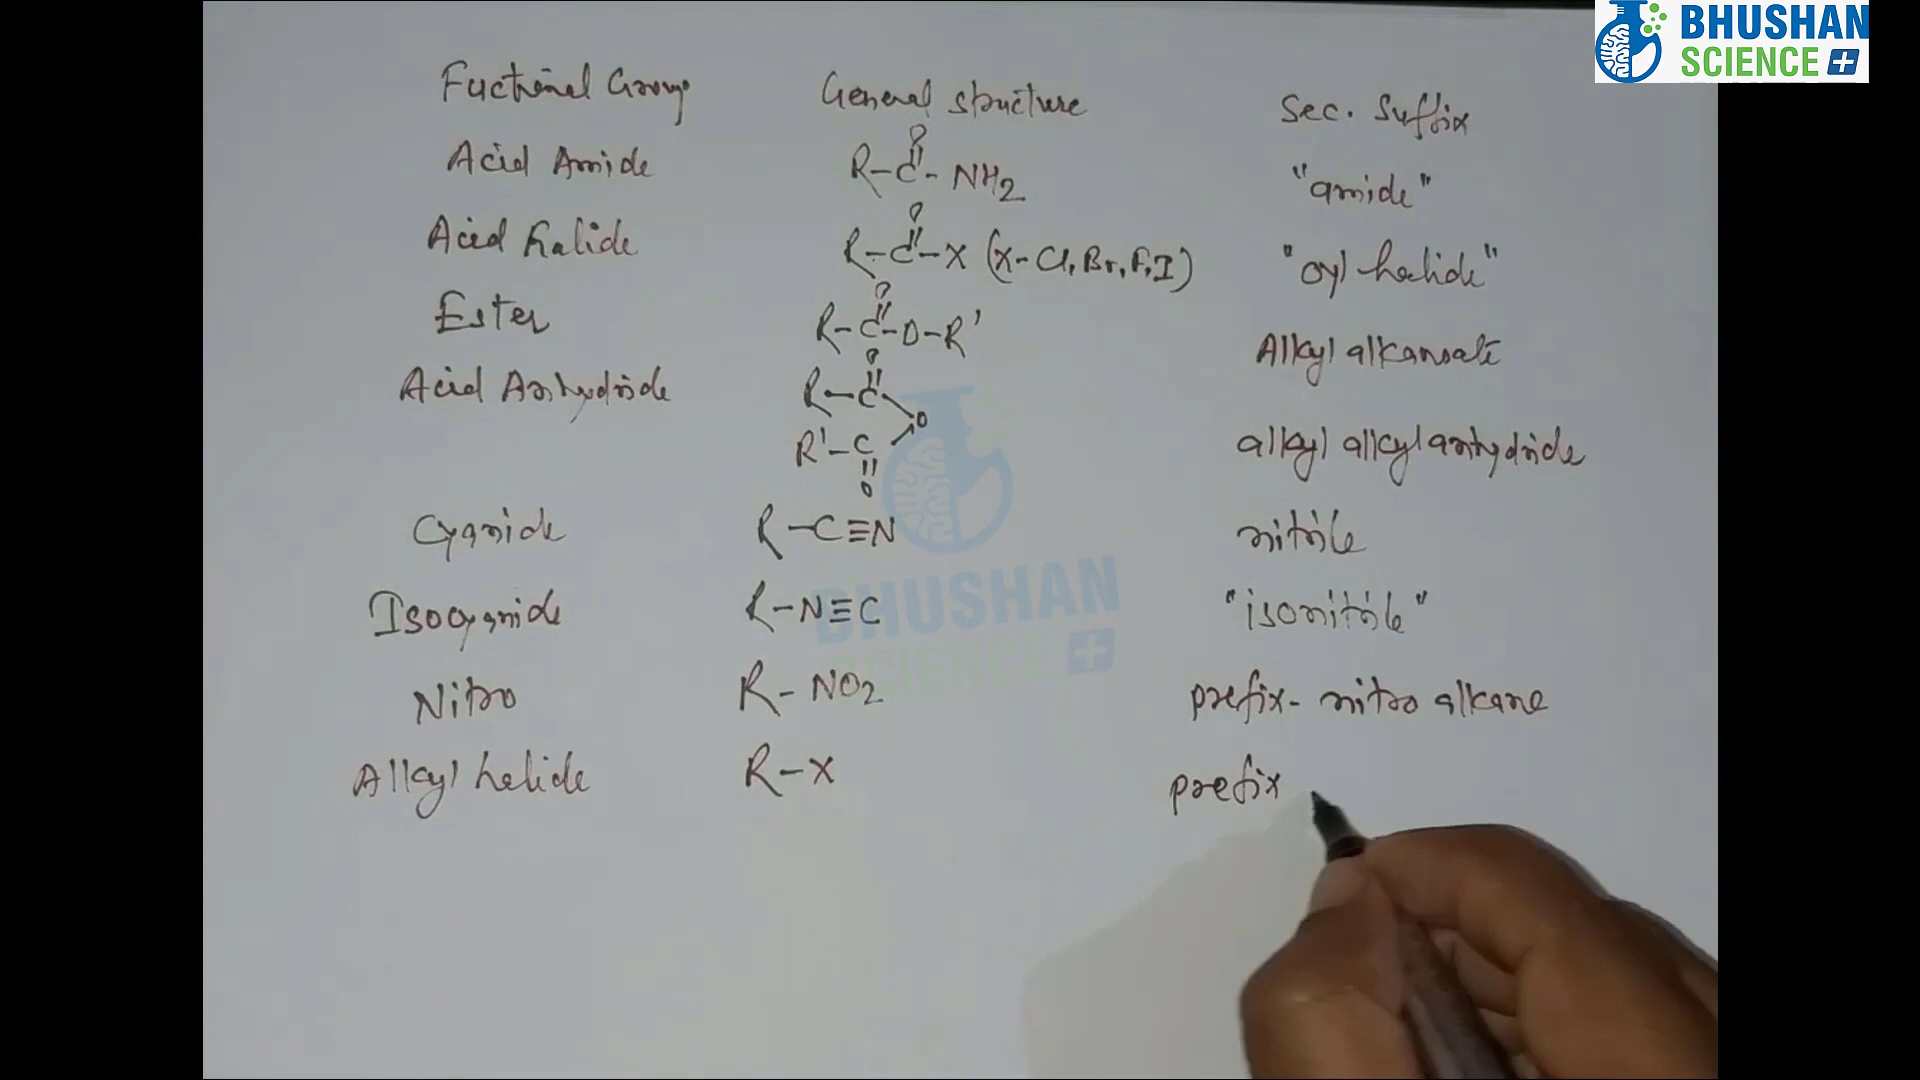 BHUSHAN
SCIENCE +
Fuctional Group General structure Sec. Suffix
Acid Amide R-C-NH2 "amide"
O
||
Acid halide R-C-X (X-Cl, Br, F, I) "oyl halide"
O
||
Ester R-C-O-R' Alkyl alkanoate
O
||
Acid Anhydride R-C
O
||
O
R'-C alkyl alkyl anhydride
||
O
Cyanide R-C≡N nitrile
Isocyanide R-N≡C "isonitrile"
Nitro R-NO2 prefix- nitro alkane
Alkyl halide R-X prefix
BHUSHAN
SCIENCE +